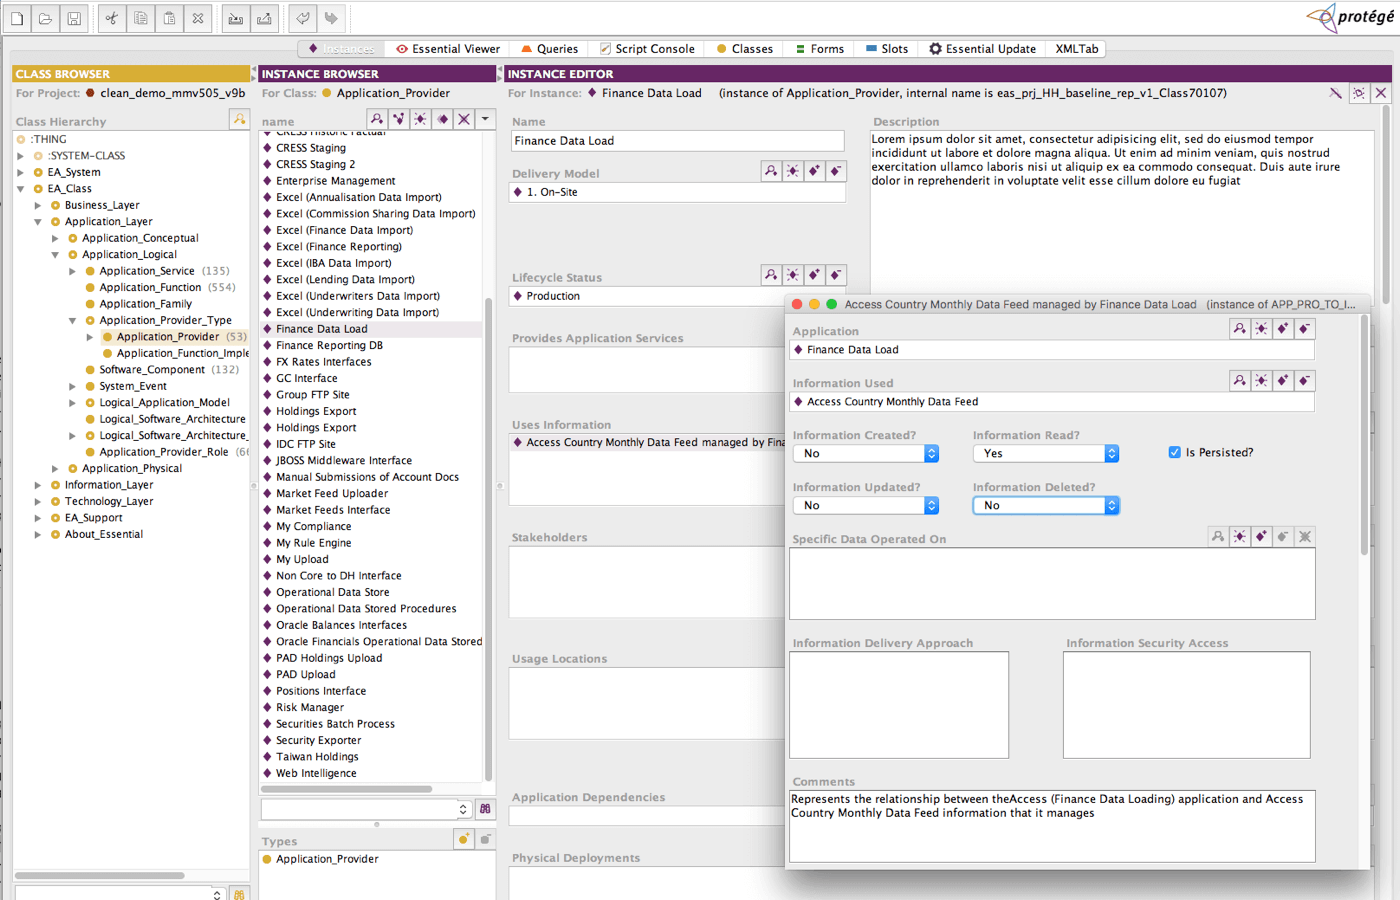 protégé
Instances
Essential Viewer
Queries
Script Console
Classes
Forms
Slots
Essential Update
XMLTab
CLASS BROWSER
For Project: clean_demo_mmv505_v9b
Class Hierarchy
:THING
:SYSTEM-CLASS
EA_System
EA_Class
Business_Layer
Application_Layer
Application_Conceptual
Application_Logical
Application_Service (135)
Application_Function (554)
Application_Family
Application_Provider_Type
Application_Provider (53)
Application_Function_Imple
Software_Component (132)
System_Event
Logical_Application_Model
Logical_Software_Architecture
Logical_Software_Architecture_
Application_Provider_Role (66
Application_Physical
Information_Layer
Technology_Layer
EA_Support
About_Essential
INSTANCE BROWSER
For Class: Application_Provider
name
CRESS Historic Factual
CRESS Staging
CRESS Staging 2
Enterprise Management
Excel (Annualisation Data Import)
Excel (Commission Sharing Data Import)
Excel (Finance Data Import)
Excel (Finance Reporting)
Excel (IBA Data Import)
Excel (Lending Data Import)
Excel (Underwriters Data Import)
Excel (Underwriting Data Import)
Finance Data Load
Finance Reporting DB
FX Rates Interfaces
GC Interface
Group FTP Site
Holdings Export
Holdings Export
IDC FTP Site
JBOSS Middleware Interface
Manual Submissions of Account Docs
Market Feed Uploader
Market Feeds Interface
My Compliance
My Rule Engine
My Upload
Non Core to DH Interface
Operational Data Store
Operational Data Stored Procedures
Oracle Balances Interfaces
Oracle Financials Operational Data Stored
PAD Holdings Upload
PAD Upload
Positions Interface
Risk Manager
Securities Batch Process
Security Exporter
Taiwan Holdings
Web Intelligence
Types
Application_Provider
INSTANCE EDITOR
For Instance: Finance Data Load (instance of Application_Provider, internal name is eas_prj_HH_baseline_rep_v1_Class70107)
Name
Finance Data Load
Delivery Model
1. On-Site
Lifecycle Status
Production
Provides Application Services
Uses Information
Access Country Monthly Data Feed managed by Fina
Stakeholders
Usage Locations
Application Dependencies
Physical Deployments
Description
Lorem ipsum dolor sit amet, consectetur adipisicing elit, sed do eiusmod tempor
incididunt ut labore et dolore magna aliqua. Ut enim ad minim veniam, quis nostrud
exercitation ullamco laboris nisi ut aliquip ex ea commodo consequat. Duis aute irure
dolor in reprehenderit in voluptate velit esse cillum dolore eu fugiat
Access Country Monthly Data Feed managed by Finance Data Load (instance of APP_PRO_TO_I...
Application
Finance Data Load
Information Used
Access Country Monthly Data Feed
Information Created?
No
Information Read?
Yes
Is Persisted?
Information Updated?
No
Information Deleted?
No
Specific Data Operated On
Information Delivery Approach
Information Security Access
Comments
Represents the relationship between theAccess (Finance Data Loading) application and Access
Country Monthly Data Feed information that it manages